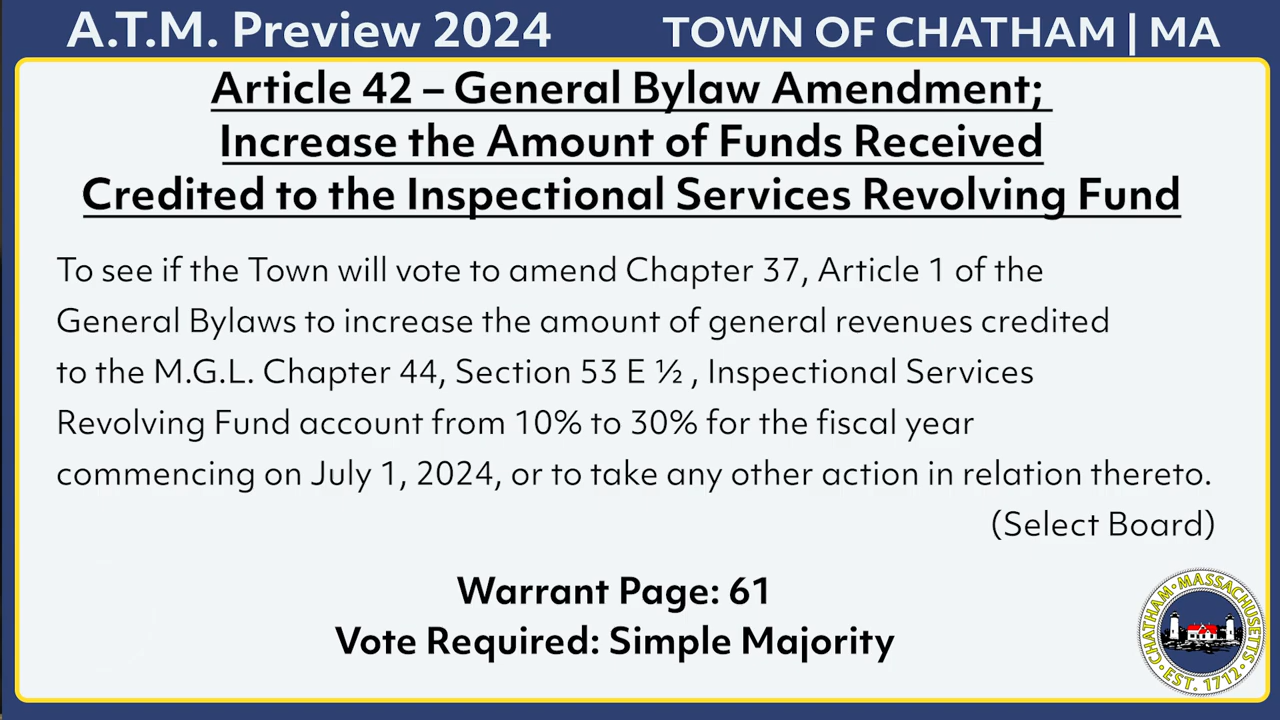 A.T.M. Preview 2024
TOWN OF CHATHAM | MA
Article 42 – General Bylaw Amendment;
Increase the Amount of Funds Received
Credited to the Inspectional Services Revolving Fund
To see if the Town will vote to amend Chapter 37, Article 1 of the
General Bylaws to increase the amount of general revenues credited
to the M.G.L. Chapter 44, Section 53 E ½ , Inspectional Services
Revolving Fund account from 10% to 30% for the fiscal year
commencing on July 1, 2024, or to take any other action in relation thereto.
(Select Board)
Warrant Page: 61
Vote Required: Simple Majority
CHATHAM · MASSACHUSETTS
EST. 1712